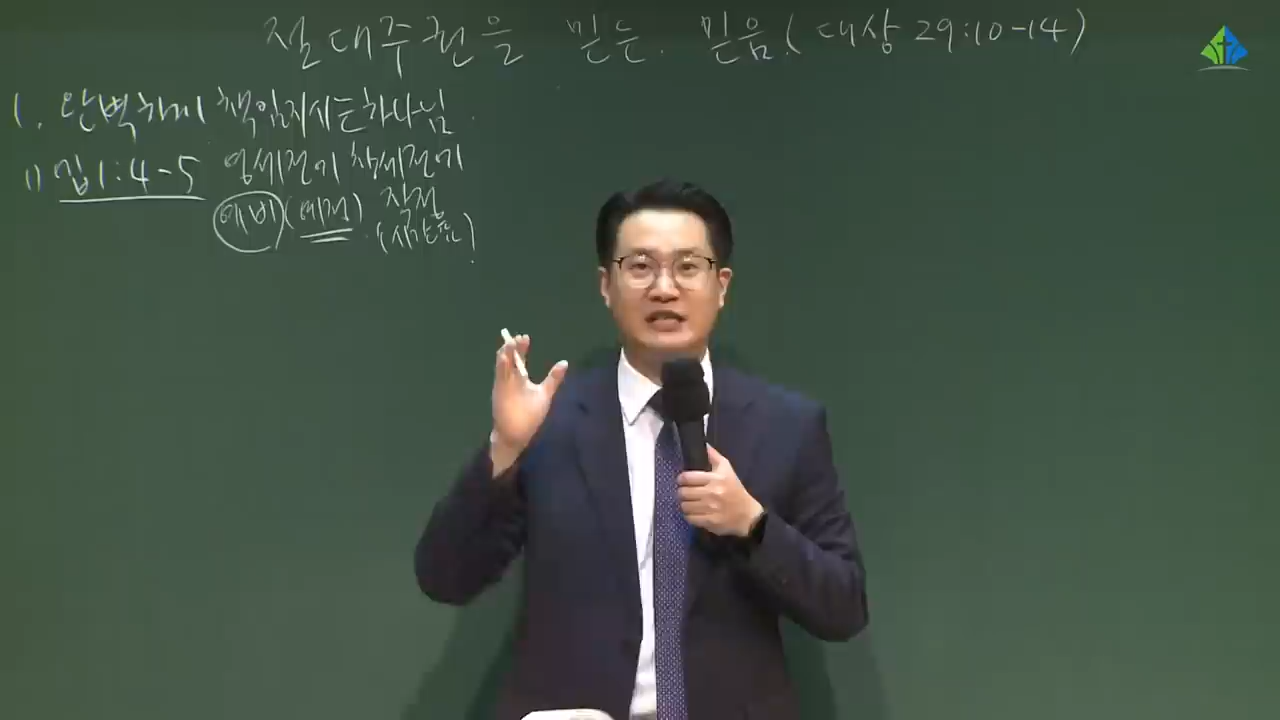 절대주권을 믿는 믿음 (대상 29:10-14)
1. 완벽하게 책임지시는 하나님
1) 엡1:4-5 영세전에 창세전에
예비 (예정) 작정